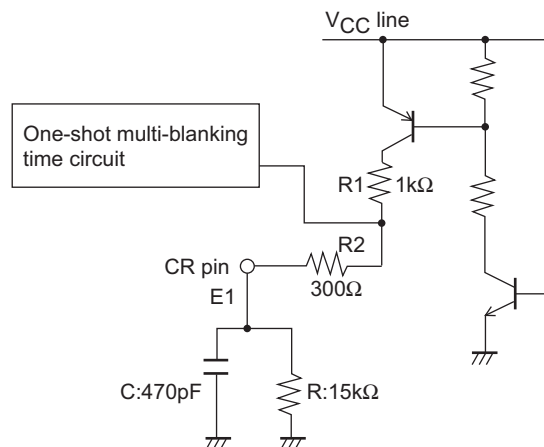 VCC line
One-shot multi-blanking
time circuit
R1
1kΩ
R2
CR pin
300Ω
E1
C:470pF
R:15kΩ